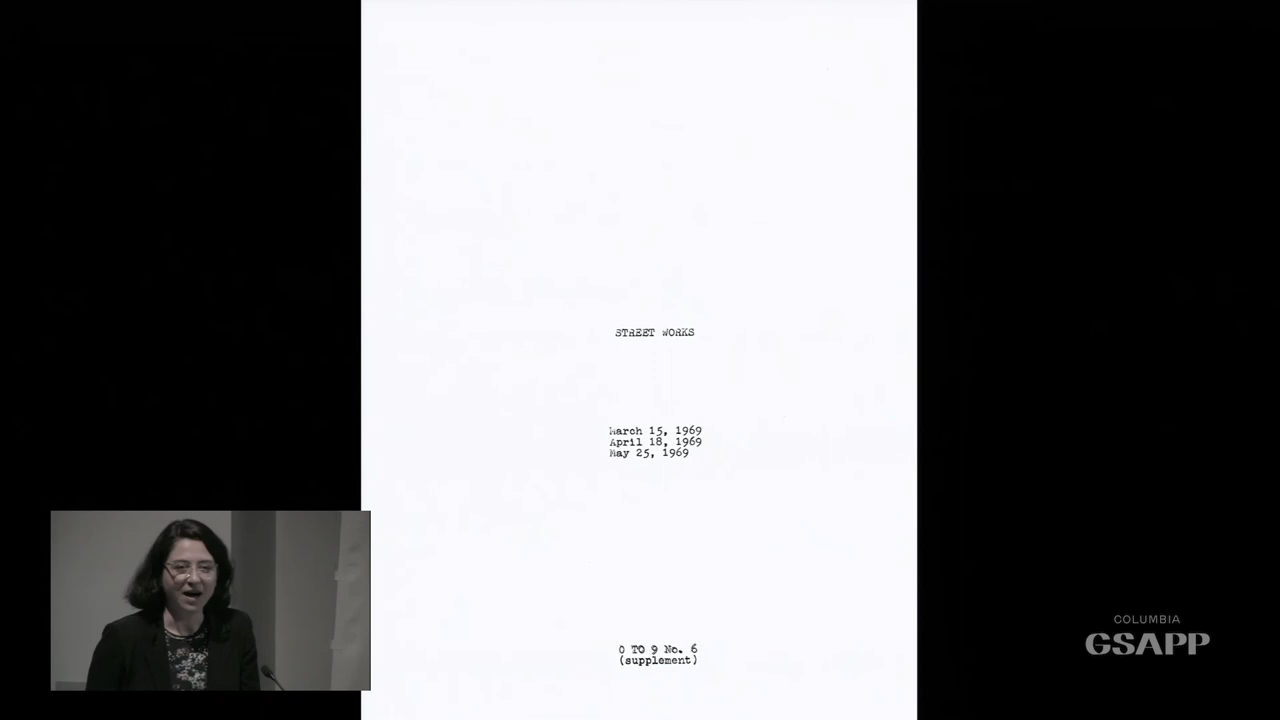 STREET WORKS
March 15, 1969
April 18, 1969
May 25, 1969
0 TO 9 No. 6
(supplement)
COLUMBIA
GSAPP